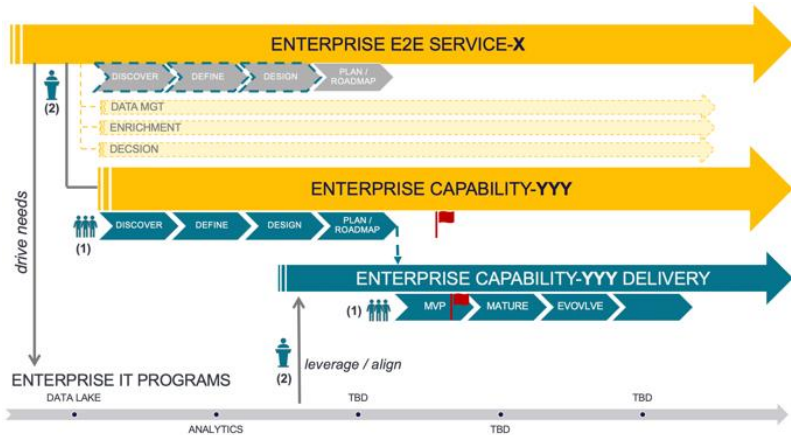 ENTERPRISE E2E SERVICE-X
DISCOVER
DEFINE
DESIGN
PLAN /
ROADMAP
(2)
DATA MGT
ENRICHMENT
DECSION
ENTERPRISE CAPABILITY-YYY
drive needs
(1)
DISCOVER
DEFINE
DESIGN
PLAN /
ROADMAP
ENTERPRISE CAPABILITY-YYY DELIVERY
(1)
MVP
MATURE
EVOVLVE
(2)
leverage / align
ENTERPRISE IT PROGRAMS
DATA LAKE
TBD
TBD
ANALYTICS
TBD